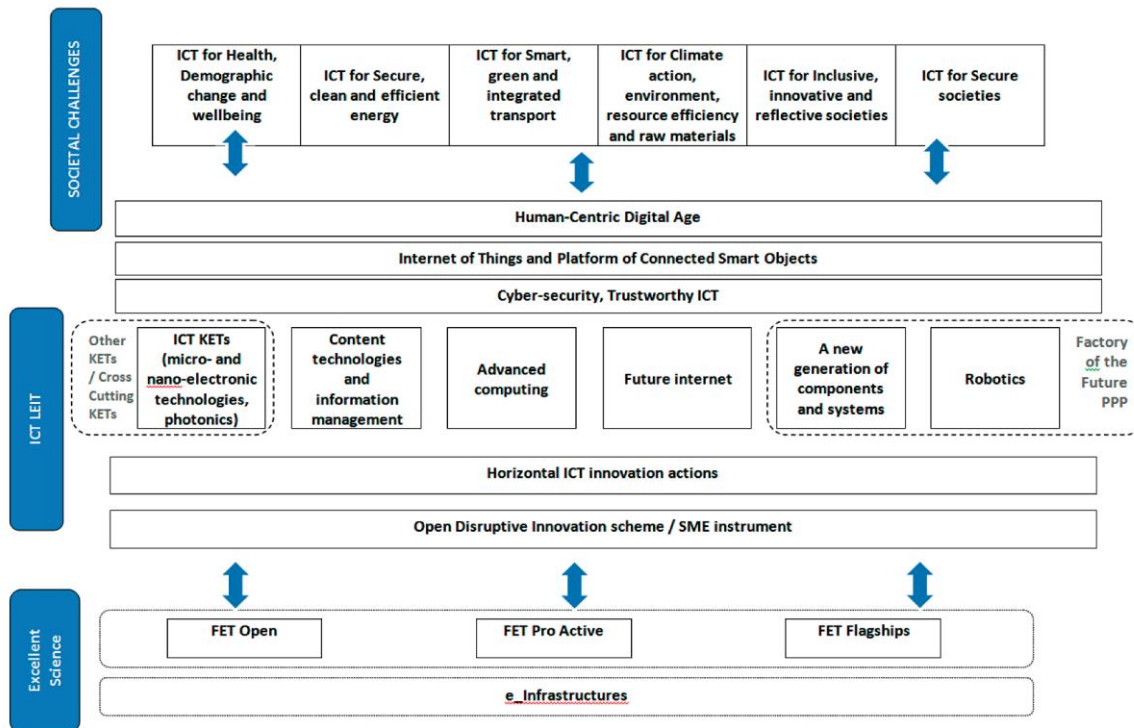 SOCIETAL CHALLENGES
ICT for Health,
Demographic
change and
wellbeing
ICT for Secure,
clean and efficient
energy
ICT for Smart,
green and
integrated
transport
ICT for Climate
action,
environment,
resource efficiency
and raw materials
ICT for Inclusive,
innovative and
reflective societies
ICT for Secure
societies
Human-Centric Digital Age
Internet of Things and Platform of Connected Smart Objects
Cyber-security, Trustworthy ICT
ICT LEIT
Other
KETs
/ Cross
Cutting
KETs
ICT KETs
(micro- and
nano-electronic
technologies,
photonics)
Content
technologies
and
information
management
Advanced
computing
Future internet
A new
generation of
components
and systems
Robotics
Factory
of the
Future
PPP
Horizontal ICT innovation actions
Open Disruptive Innovation scheme / SME instrument
Excellent
Science
FET Open
FET Pro Active
FET Flagships
e_Infrastructures